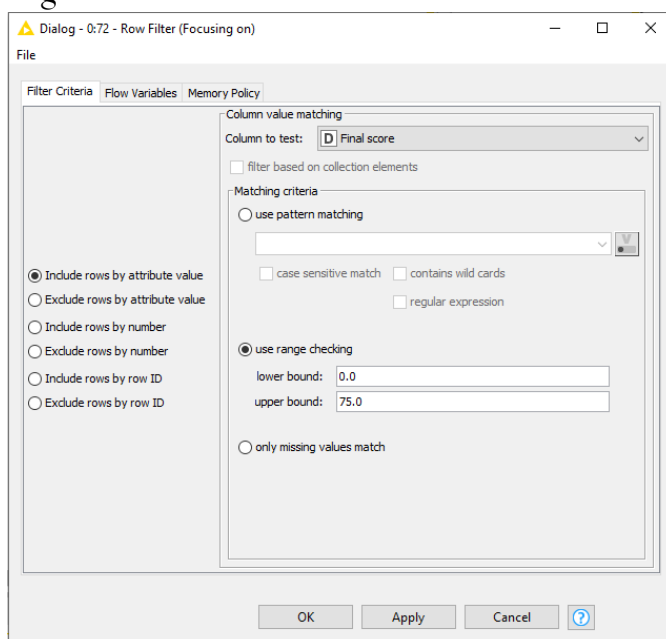 Dialog - 0:72 - Row Filter (Focusing on)
File
Filter Criteria Flow Variables Memory Policy
Column value matching
Column to test: D Final score
filter based on collection elements
Matching criteria
use pattern matching
case sensitive match contains wild cards
regular expression
Include rows by attribute value
Exclude rows by attribute value
Include rows by number
Exclude rows by number
Include rows by row ID
Exclude rows by row ID
use range checking
lower bound: 0.0
upper bound: 75.0
only missing values match
OK Apply Cancel ?